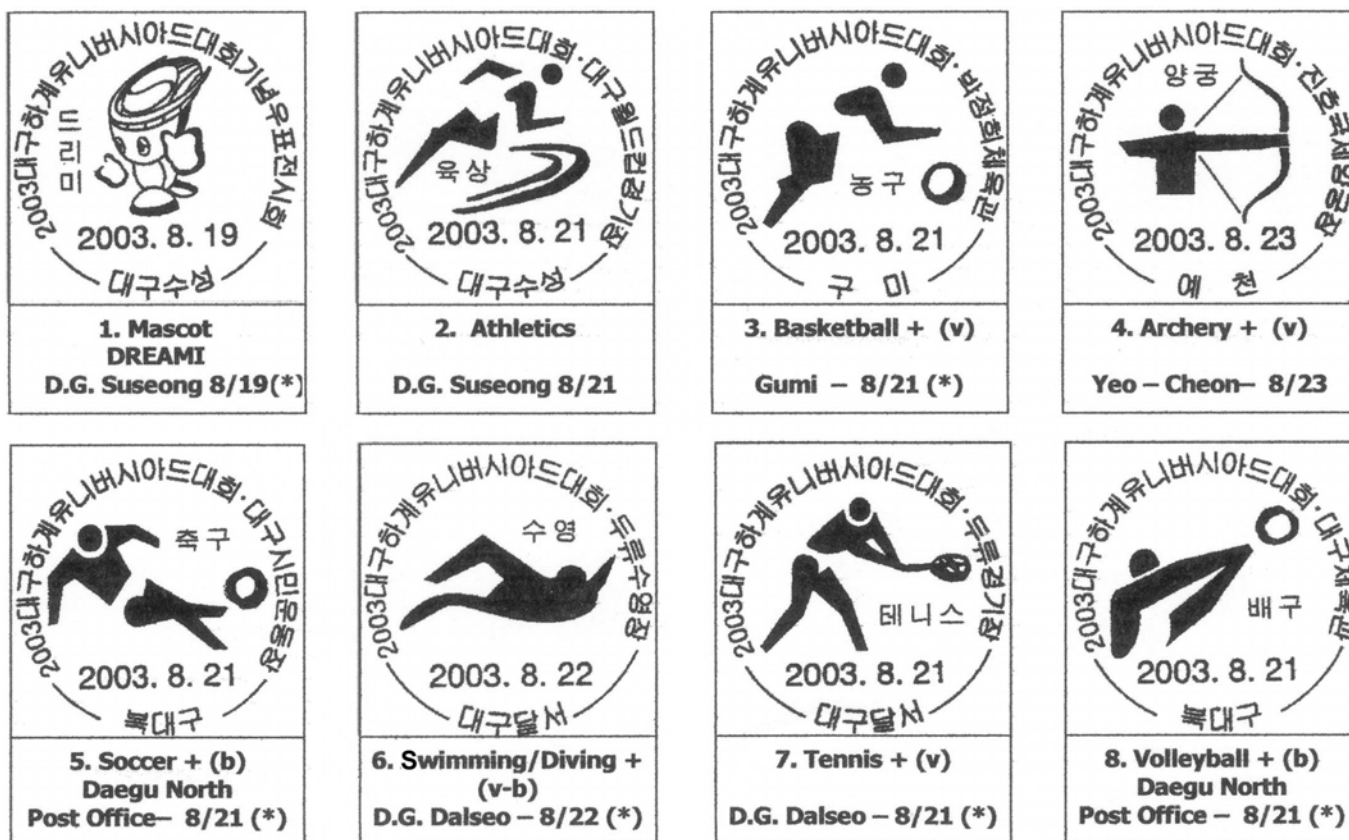 2003대구하계유니버시아드대회기념우표전시회
드리미
2003. 8. 19
대구수성
1. Mascot
DREAMI
D.G. Suseong 8/19(*)
2003대구하계유니버시아드대회·대구월드컵경기장
육상
2003. 8. 21
대구수성
2. Athletics
D.G. Suseong 8/21
2003대구하계유니버시아드대회·박정희체육관
농구
2003. 8. 21
구미
3. Basketball + (v)
Gumi – 8/21 (*)
2003대구하계유니버시아드대회·진호국제양궁장
양궁
2003. 8. 23
예천
4. Archery + (v)
Yeo – Cheon– 8/23
2003대구하계유니버시아드대회·대구시민운동장
축구
2003. 8. 21
북대구
5. Soccer + (b)
Daegu North
Post Office– 8/21 (*)
2003대구하계유니버시아드대회·두류수영장
수영
2003. 8. 22
대구달서
6. Swimming/Diving +
(v-b)
D.G. Dalseo – 8/22 (*)
2003대구하계유니버시아드대회·두류경기장
테니스
2003. 8. 21
대구달서
7. Tennis + (v)
D.G. Dalseo – 8/21 (*)
2003대구하계유니버시아드대회·대구체육관
배구
2003. 8. 21
북대구
8. Volleyball + (b)
Daegu North
Post Office – 8/21 (*)